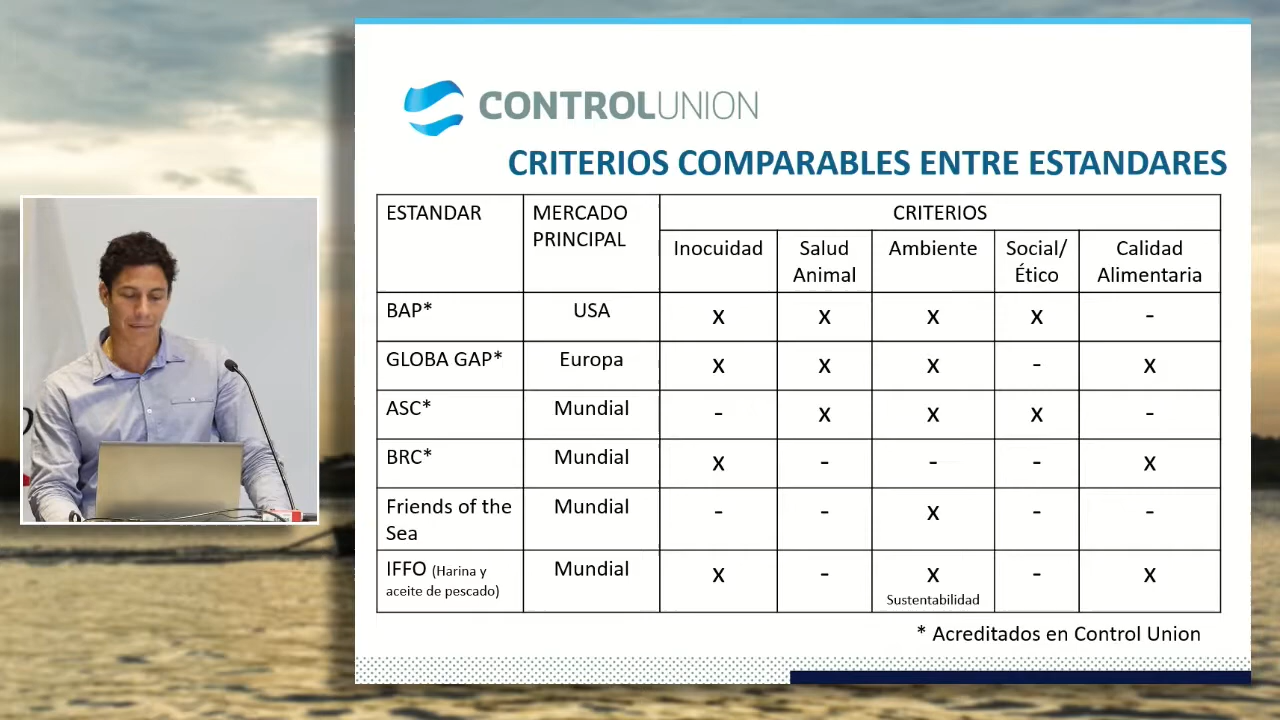 CONTROLUNION
CRITERIOS COMPARABLES ENTRE ESTANDARES
ESTANDAR
MERCADO
PRINCIPAL
CRITERIOS
Inocuidad
Salud
Animal
Ambiente
Social/
Ético
Calidad
Alimentaria
BAP* USA x x x x -
GLOBA GAP* Europa x x x - x
ASC* Mundial - x x x -
BRC* Mundial x - - - x
Friends of the
Sea
Mundial - - x - -
IFFO (Harina y
aceite de pescado)
Mundial x - x - x
Sustentabilidad
* Acreditados en Control Union